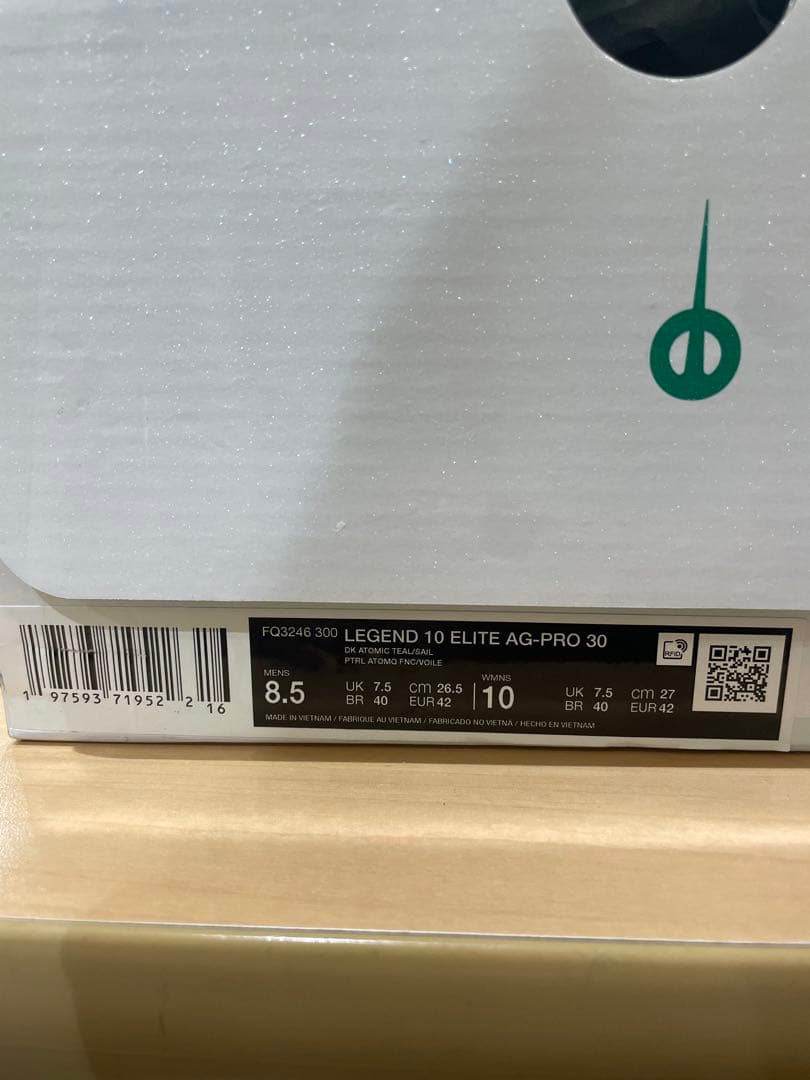 FQ3246 300 LEGEND 10 ELITE AG-PRO 30
DK ATOMIC TEAL/SAIL
PTRL ATOMQ FNC/VOILE
RFID
MENS
8.5
UK 7.5 cm 26.5
BR 40 EUR 42
WMNS
10
UK 7.5 cm 27
BR 40 EUR 42
MADE IN VIETNAM / FABRIQUE AU VIETNAM / FABRICADO NO VIETNA / HECHO EN VIETNAM
1 97593 71952 2 16